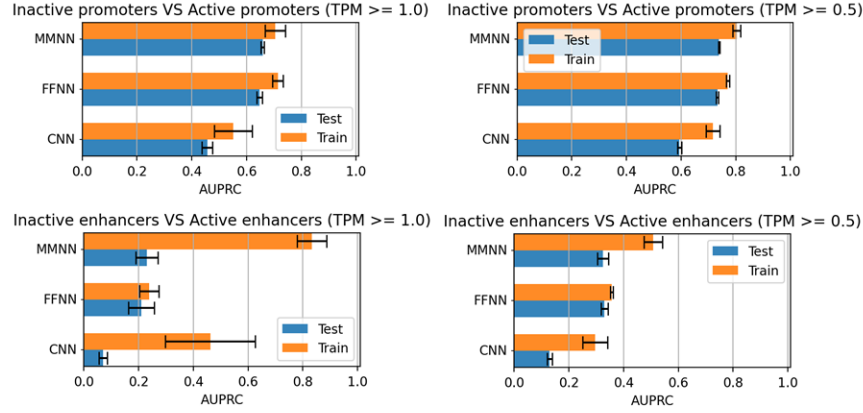 Inactive promoters VS Active promoters (TPM >= 1.0)
MMNN
FFNN
CNN
Test
Train
0.0 0.2 0.4 0.6 0.8 1.0
AUPRC
Inactive promoters VS Active promoters (TPM >= 0.5)
MMNN
FFNN
CNN
Test
Train
0.0 0.2 0.4 0.6 0.8 1.0
AUPRC
Inactive enhancers VS Active enhancers (TPM >= 1.0)
MMNN
FFNN
CNN
Test
Train
0.0 0.2 0.4 0.6 0.8 1.0
AUPRC
Inactive enhancers VS Active enhancers (TPM >= 0.5)
MMNN
FFNN
CNN
Test
Train
0.0 0.2 0.4 0.6 0.8 1.0
AUPRC